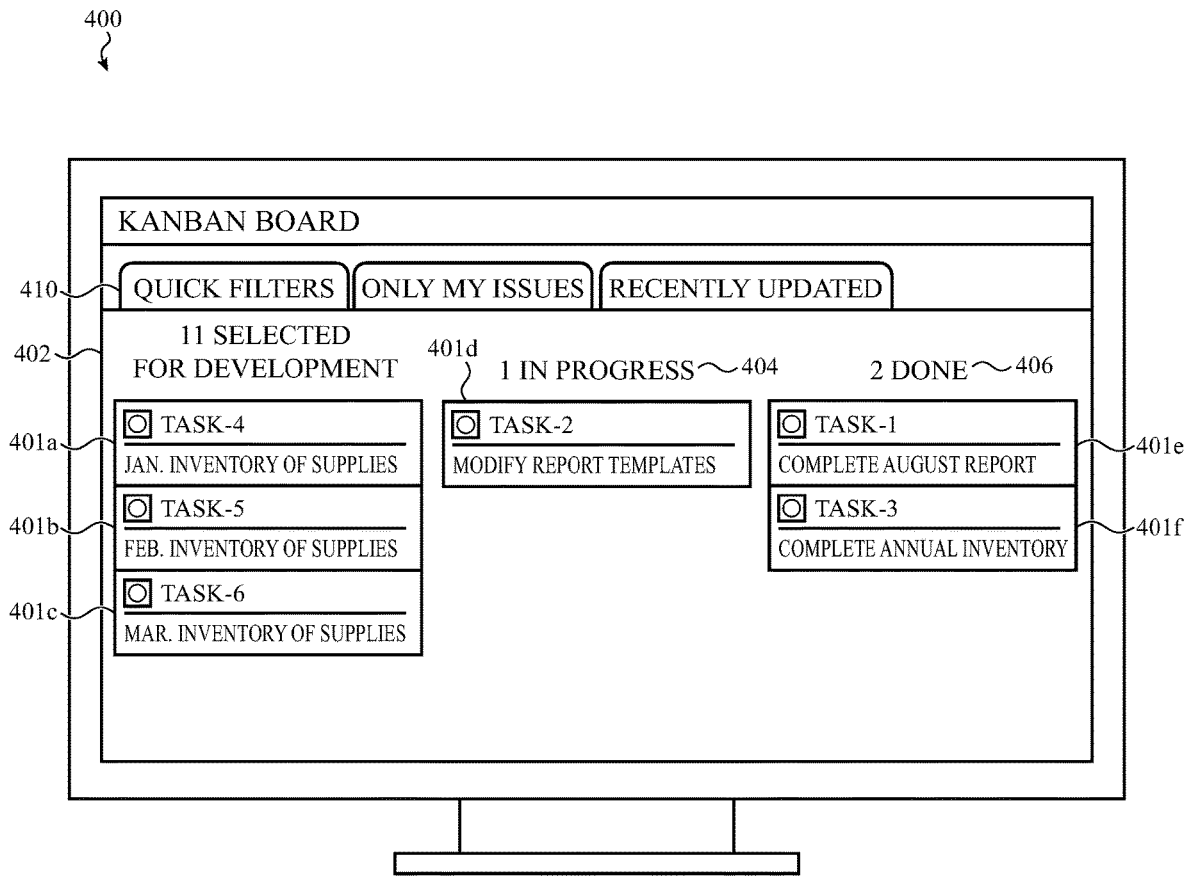 400
KANBAN BOARD
410
QUICK FILTERS
ONLY MY ISSUES
RECENTLY UPDATED
402
11 SELECTED
FOR DEVELOPMENT
401d
1 IN PROGRESS
404
2 DONE
406
401a
TASK-4
JAN. INVENTORY OF SUPPLIES
401b
TASK-5
FEB. INVENTORY OF SUPPLIES
401c
TASK-6
MAR. INVENTORY OF SUPPLIES
TASK-2
MODIFY REPORT TEMPLATES
TASK-1
COMPLETE AUGUST REPORT
401e
TASK-3
COMPLETE ANNUAL INVENTORY
401f